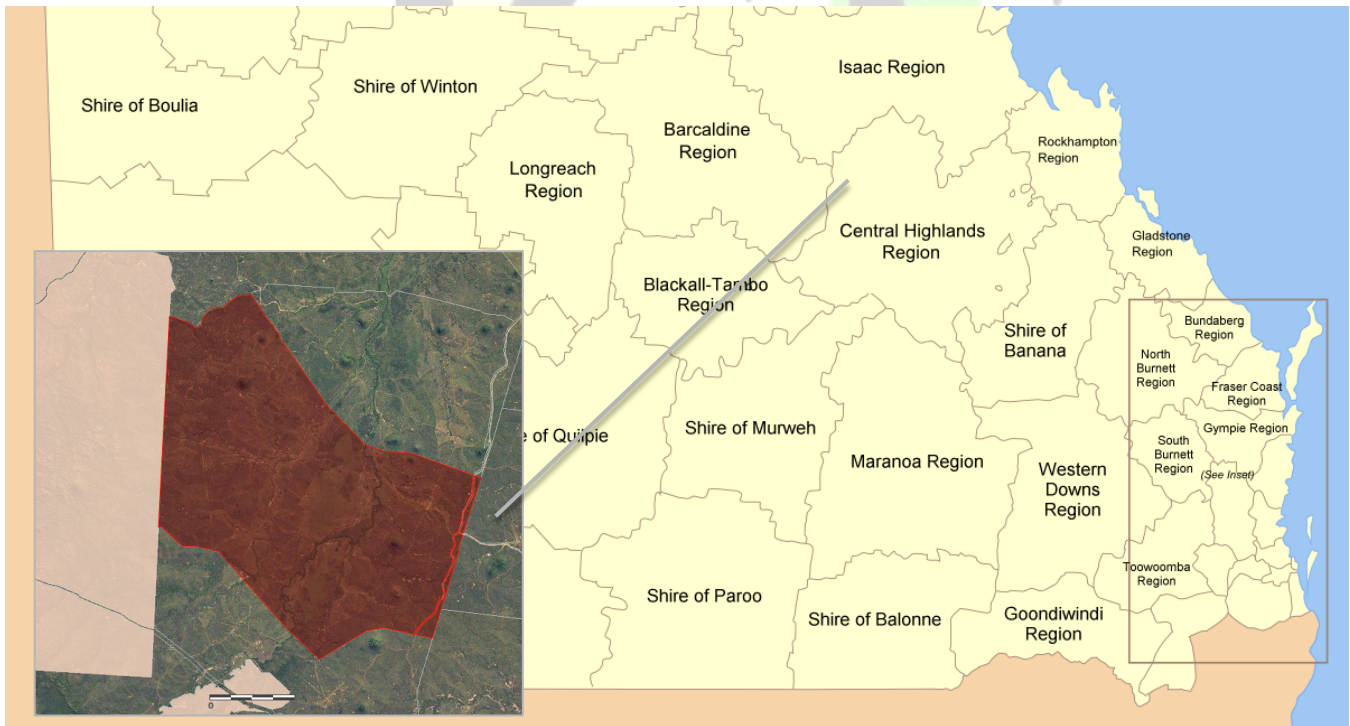 Isaac Region
Shire of Winton
Shire of Boulia
Barcaldine
Region
Rockhampton
Region
Longreach
Region
Central Highlands
Region
Gladstone
Region
Blackall-Tambo
Region
Shire of
Banana
Bundaberg
Region
North
Burnett
Region
Fraser Coast
Region
Gympie Region
e of Quilpie
Shire of Murweh
Maranoa Region
South
Burnett
Region
(See Inset)
Western
Downs
Region
Toowoomba
Region
Shire of Paroo
Shire of Balonne
Goondiwindi
Region
0